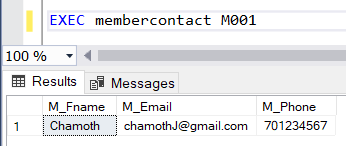 EXEC membercontact M001
100 %
Results Messages
M_Fname M_Email M_Phone
1 Chamoth chamothJ@gmail.com 701234567